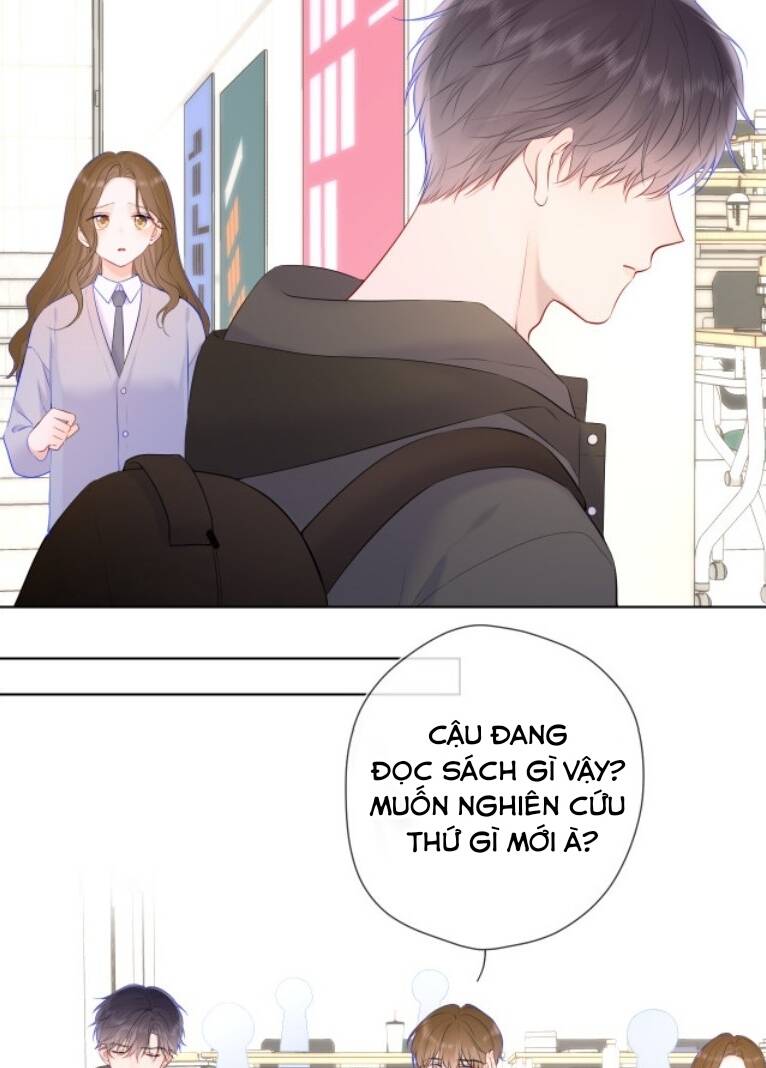 CẬU ĐANG
ĐỌC SÁCH GÌ VẬY?
MUỐN NGHIÊN CỨU
THỨ GÌ MỚI À?